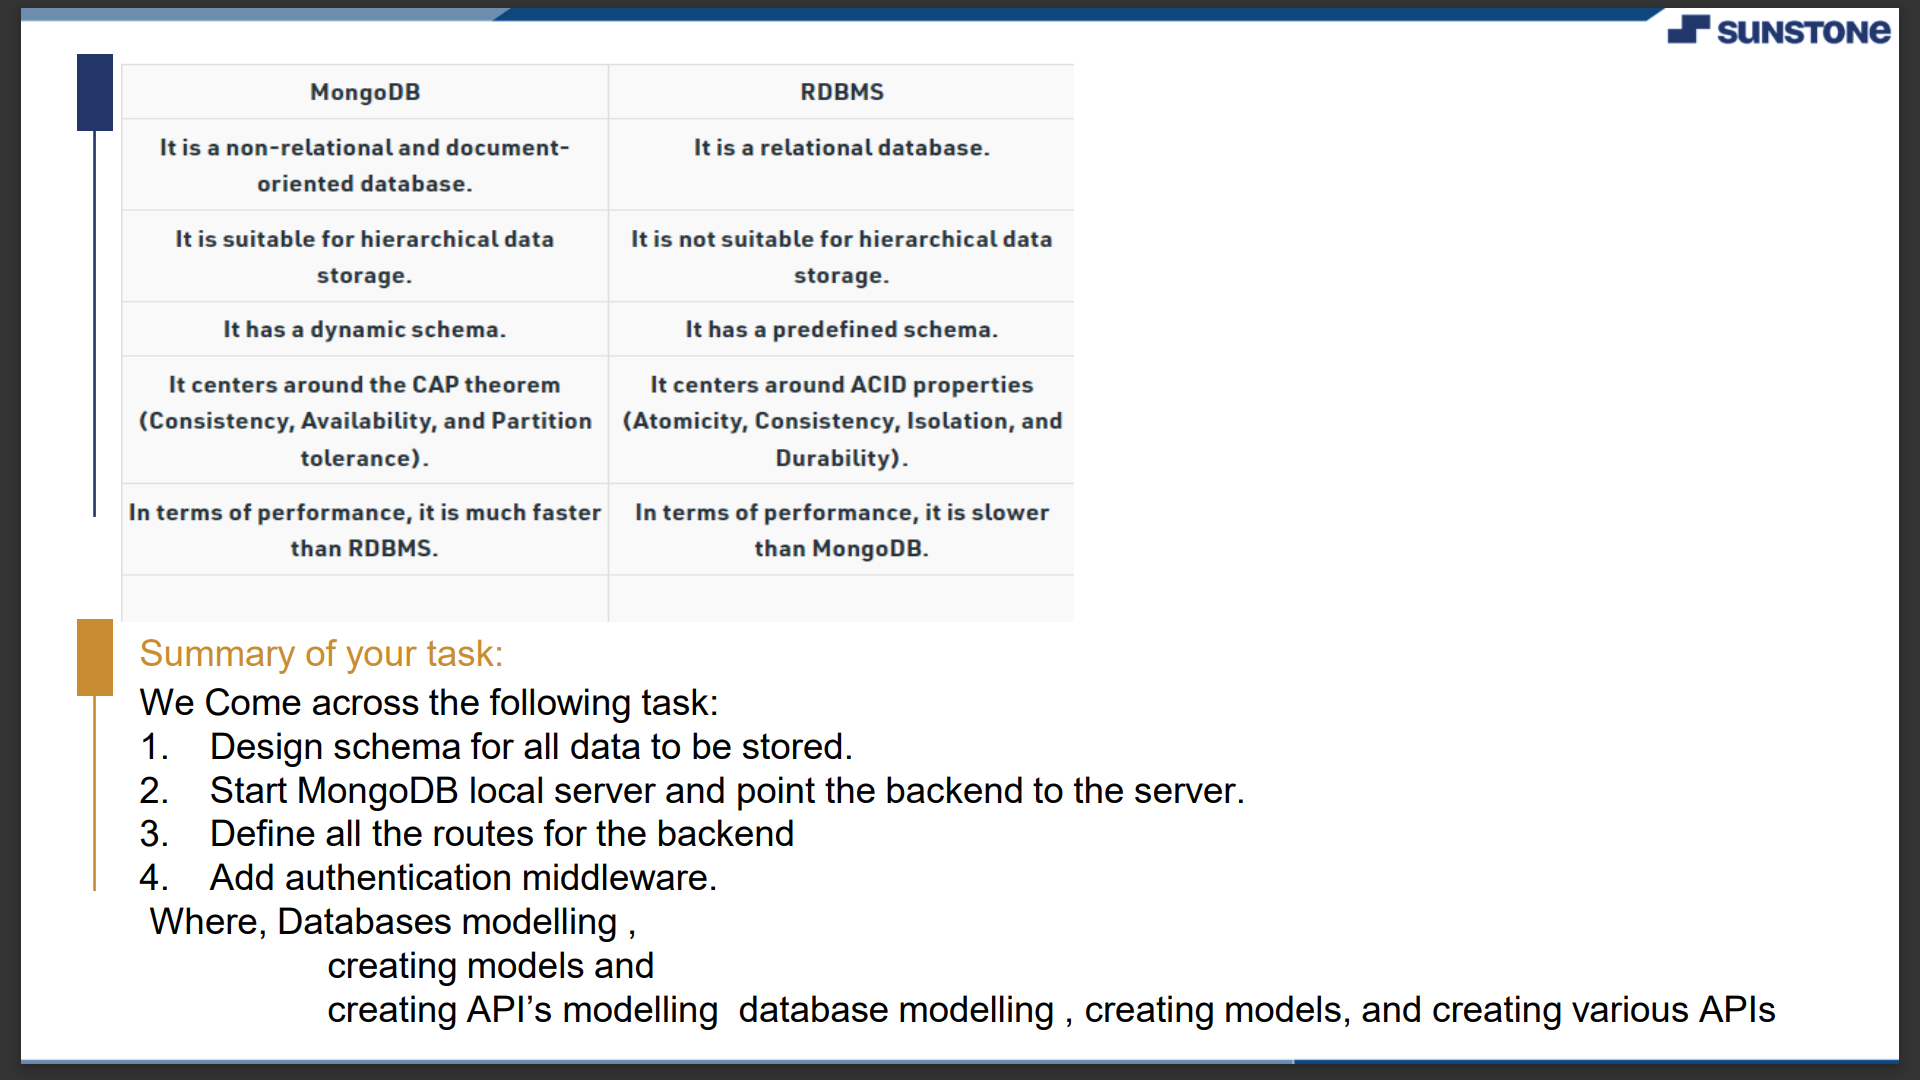 SUNSTONE
MongoDB
RDBMS
It is a non-relational and document-
oriented database.
It is a relational database.
It is suitable for hierarchical data
storage.
It is not suitable for hierarchical data
storage.
It has a dynamic schema.
It has a predefined schema.
It centers around the CAP theorem
(Consistency, Availability, and Partition
tolerance).
It centers around ACID properties
(Atomicity, Consistency, Isolation, and
Durability).
In terms of performance, it is much faster
than RDBMS.
In terms of performance, it is slower
than MongoDB.
Summary of your task:
We Come across the following task:
1. Design schema for all data to be stored.
2. Start MongoDB local server and point the backend to the server.
3. Define all the routes for the backend
4. Add authentication middleware.
Where, Databases modelling ,
creating models and
creating API’s modelling  database modelling , creating models, and creating various APIs